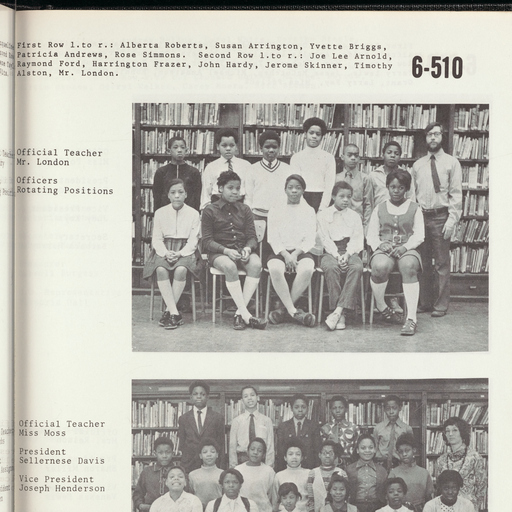 First Row l.to r.: Alberta Roberts, Susan Arrington, Yvette Briggs,
Patricia Andrews, Rose Simmons.  Second Row l.to r.: Joe Lee Arnold,
Raymond Ford, Harrington Frazer, John Hardy, Jerome Skinner, Timothy
Alston, Mr. London.
6-510
Official Teacher
Mr. London
Officers
Rotating Positions
Official Teacher
Miss Moss
President
Sellernese Davis
Vice President
Joseph Henderson